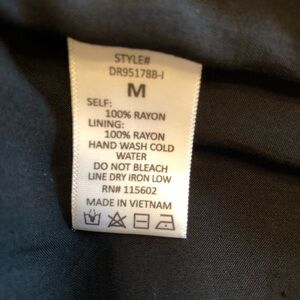 STYLE#
DR951788-I
M
SELF:
100% RAYON
LINING:
100% RAYON
HAND WASH COLD
WATER
DO NOT BLEACH
LINE DRY IRON LOW
RN# 115602
MADE IN VIETNAM